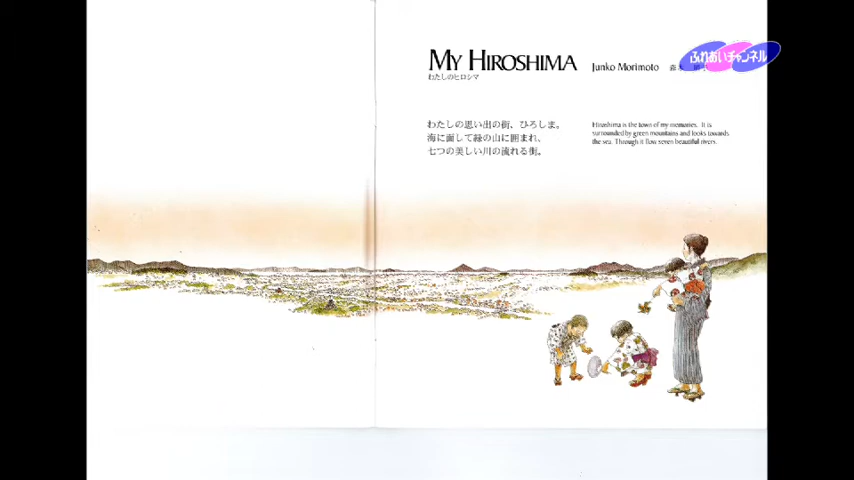 MY HIROSHIMA
わたしのヒロシマ
Junko Morimoto
ふれあいチャンネル
わたしの思い出の街、ひろしま。
海に面して緑の山に囲まれ、
七つの美しい川の流れる街。
Hiroshima is the town of my memories. It is
surrounded by green mountains and looks towards
the sea. Through it flow seven beautiful rivers.